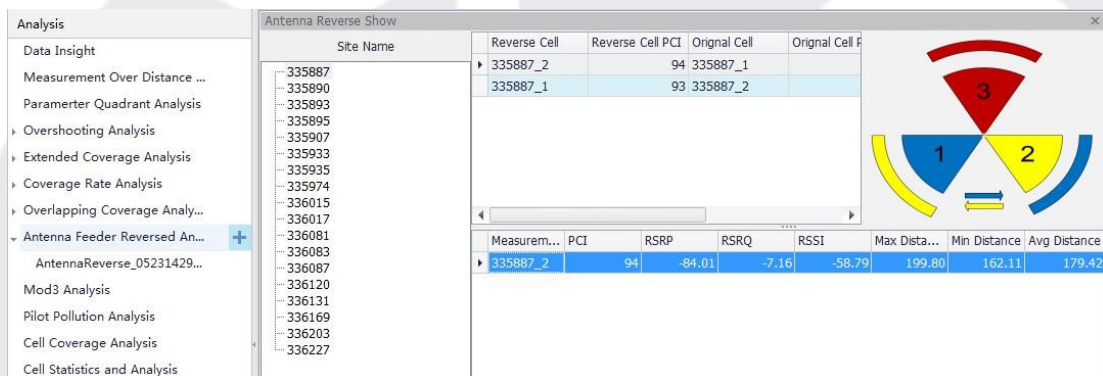 Analysis
Data Insight
Measurement Over Distance ...
Paramerter Quadrant Analysis
Overshooting Analysis
Extended Coverage Analysis
Coverage Rate Analysis
Overlapping Coverage Analy...
Antenna Feeder Reversed An...
AntennaReverse_05231429...
Mod3 Analysis
Pilot Pollution Analysis
Cell Coverage Analysis
Cell Statistics and Analysis
Antenna Reverse Show
Site Name
335887
335890
335893
335895
335907
335933
335935
335974
336015
336017
336081
336083
336087
336120
336131
336169
336203
336227
Reverse Cell Reverse Cell PCI Orignal Cell Orignal Cell P
335887_2 94 335887_1
335887_1 93 335887_2
3
1 2
Measurem... PCI RSRP RSRQ RSSI Max Dista... Min Distance Avg Distance
335887_2 94 -84.01 -7.16 -58.79 199.80 162.11 179.42